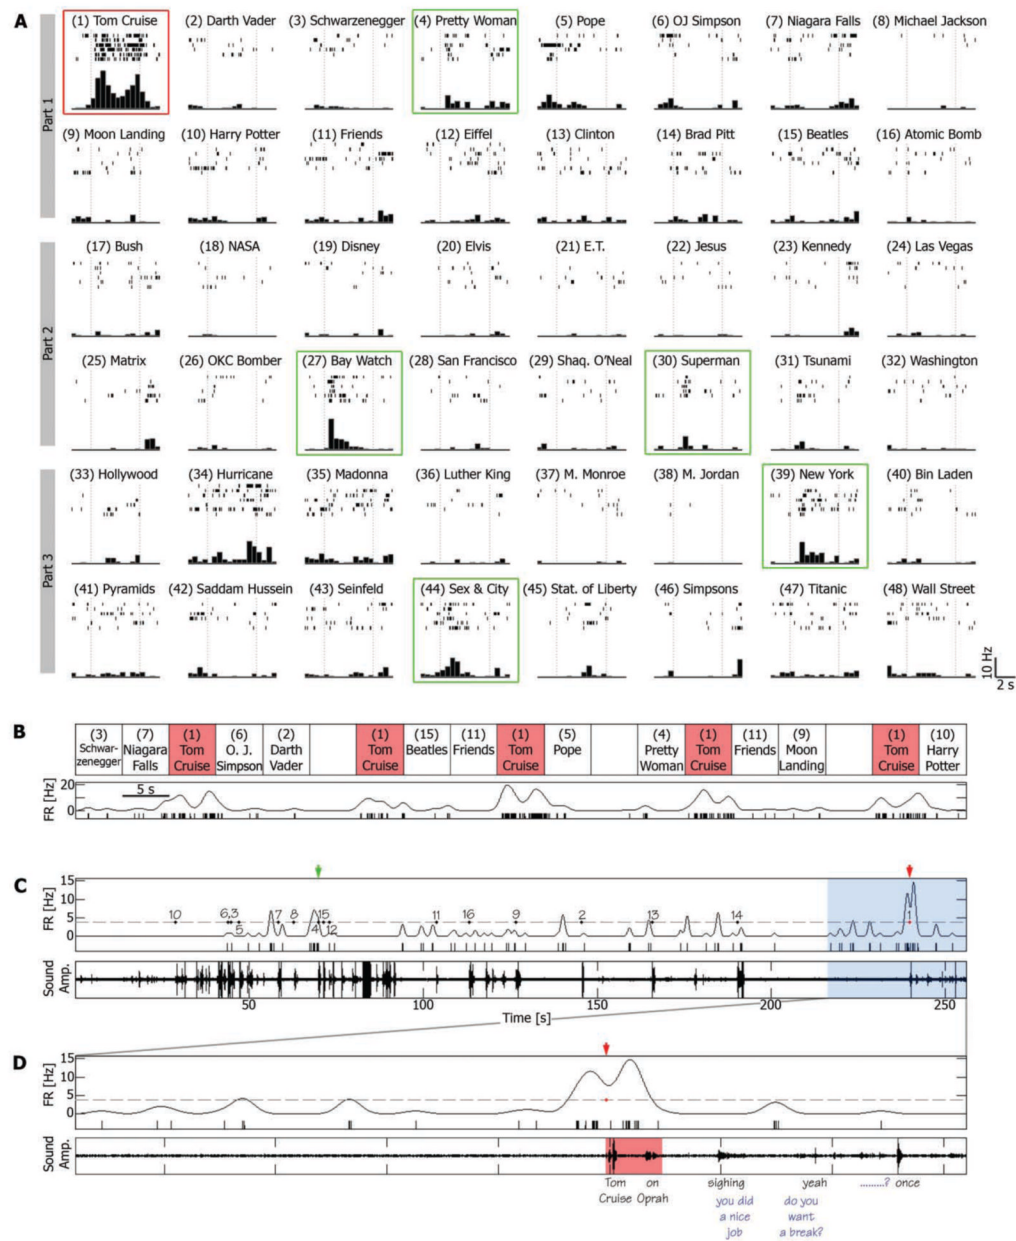 A
Part 1
(1) Tom Cruise (2) Darth Vader (3) Schwarzenegger (4) Pretty Woman (5) Pope (6) OJ Simpson (7) Niagara Falls (8) Michael Jackson
(9) Moon Landing (10) Harry Potter (11) Friends (12) Eiffel (13) Clinton (14) Brad Pitt (15) Beatles (16) Atomic Bomb
Part 2
(17) Bush (18) NASA (19) Disney (20) Elvis (21) E.T. (22) Jesus (23) Kennedy (24) Las Vegas
(25) Matrix (26) OKC Bomber (27) Bay Watch (28) San Francisco (29) Shaq. O'Neal (30) Superman (31) Tsunami (32) Washington
Part 3
(33) Hollywood (34) Hurricane (35) Madonna (36) Luther King (37) M. Monroe (38) M. Jordan (39) New York (40) Bin Laden
(41) Pyramids (42) Saddam Hussein (43) Seinfeld (44) Sex & City (45) Stat. of Liberty (46) Simpsons (47) Titanic (48) Wall Street
10 Hz
2 s
B
(3) (7) (1) (6) (2) (1) (15) (11) (1) (5) (4) (1) (11) (9) (1) (10)
Schwar- Niagara Tom O. J. Darth Tom Beatles Friends Tom Pope Pretty Tom Friends Moon Tom Harry
zenegger Falls Cruise Simpson Vader Cruise Cruise Woman Cruise Landing Cruise Potter
FR [Hz]
20
10
0
5 s
C
FR [Hz]
15
10
5
0
10 6 3 5 7 8 4 15 12 11 16 9 2 13 14 1
Sound
Amp.
50 100 150 200 250
Time [s]
D
FR [Hz]
15
10
5
0
Sound
Amp.
Tom on sighing yeah .........? once
Cruise Oprah
you did do you
a nice want
job a break?